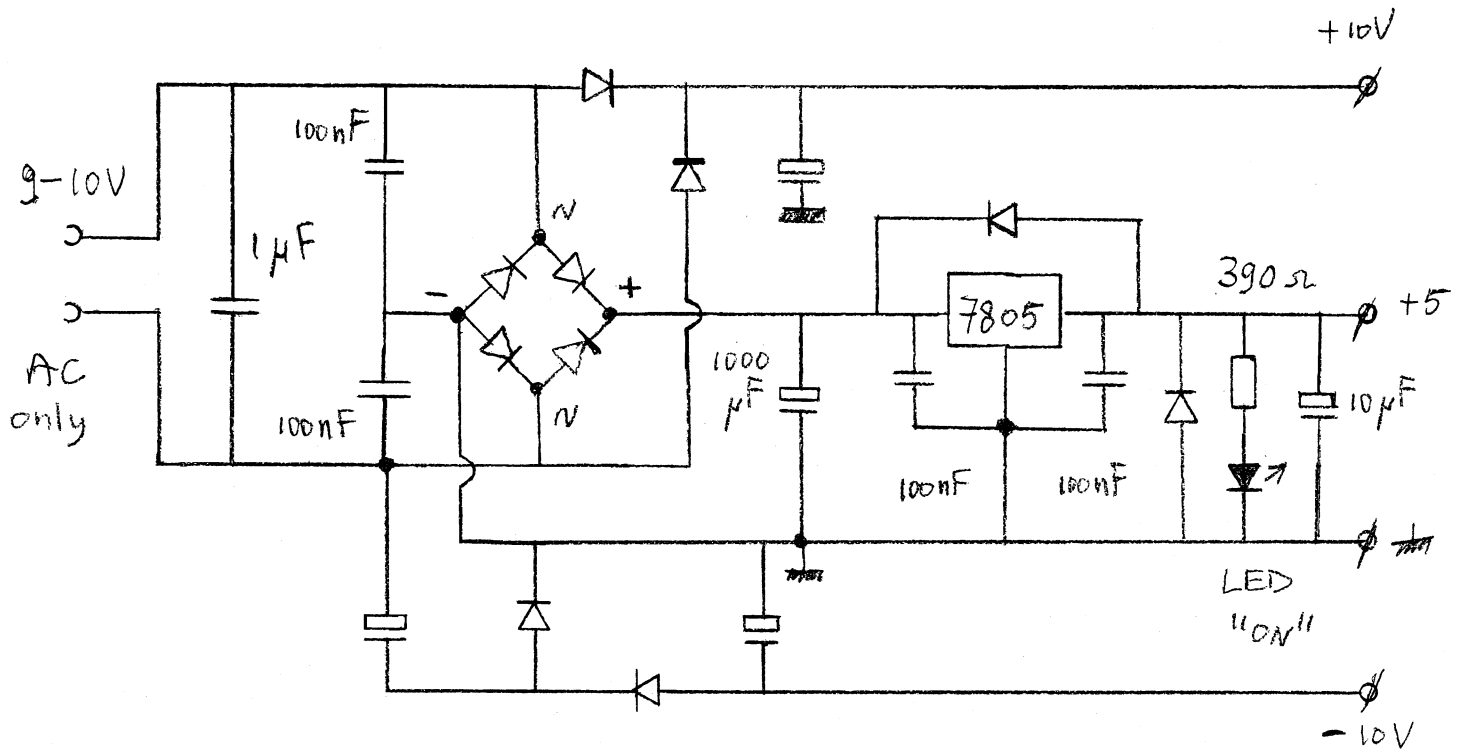 +10V
100nF
9-10V
1µF
AC
only
100nF
~
-
+
~
1000
µF
7805
390Ω
+5
10µF
100nF
100nF
LED
"ON"
-10V